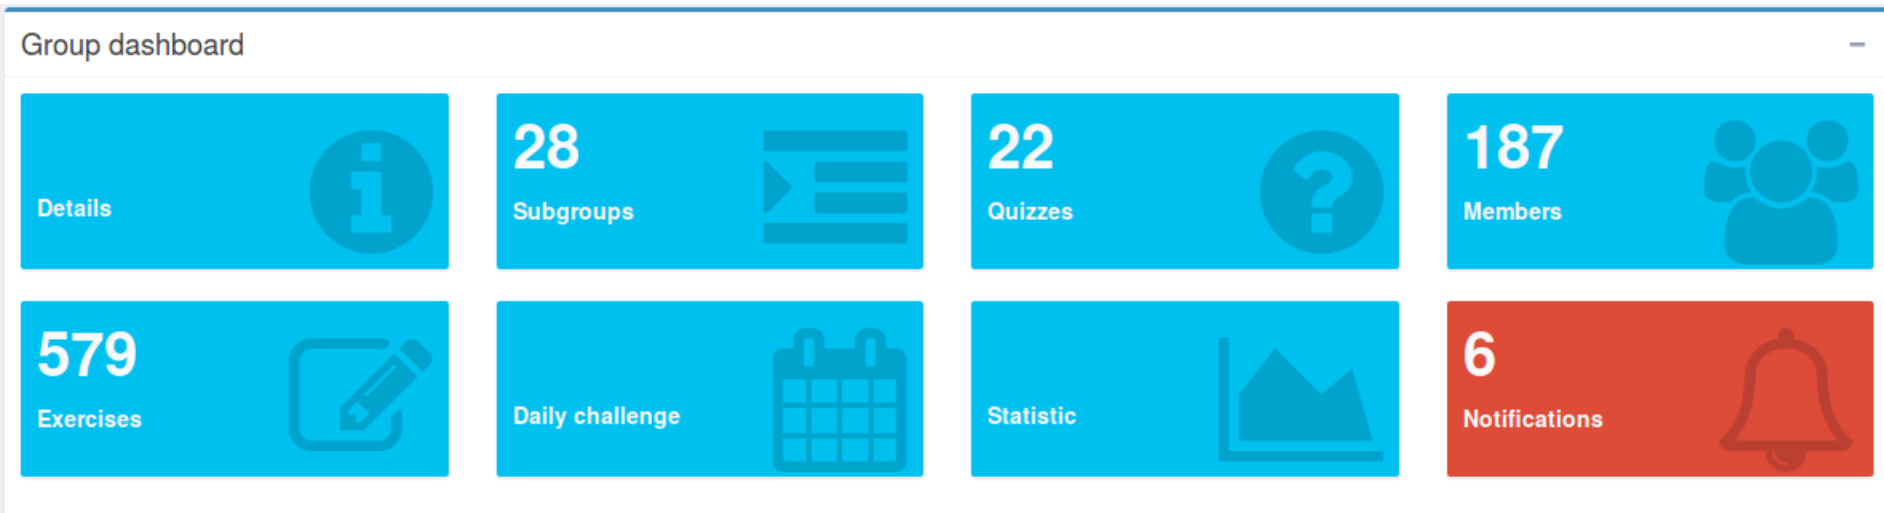 Group dashboard
Details
28
Subgroups
22
Quizzes
187
Members
579
Exercises
Daily challenge
Statistic
6
Notifications